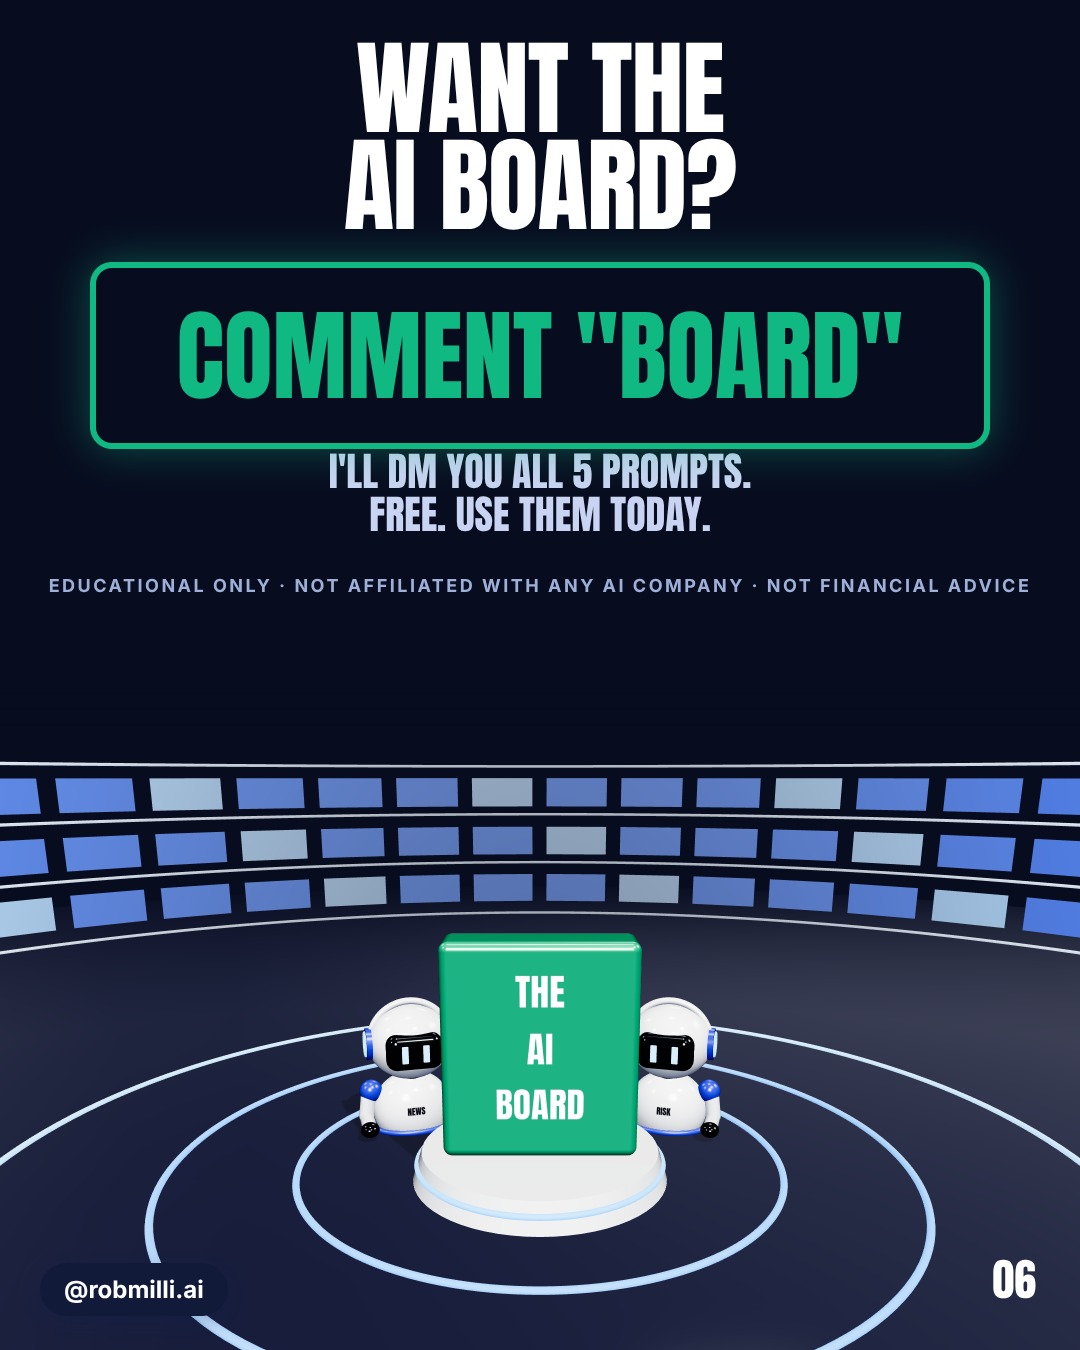 WANT THE
AI BOARD?
COMMENT "BOARD"
I'LL DM YOU ALL 5 PROMPTS.
FREE. USE THEM TODAY.
EDUCATIONAL ONLY · NOT AFFILIATED WITH ANY AI COMPANY · NOT FINANCIAL ADVICE
THE
AI
BOARD
NEWS
RISK
@robmilli.ai
06